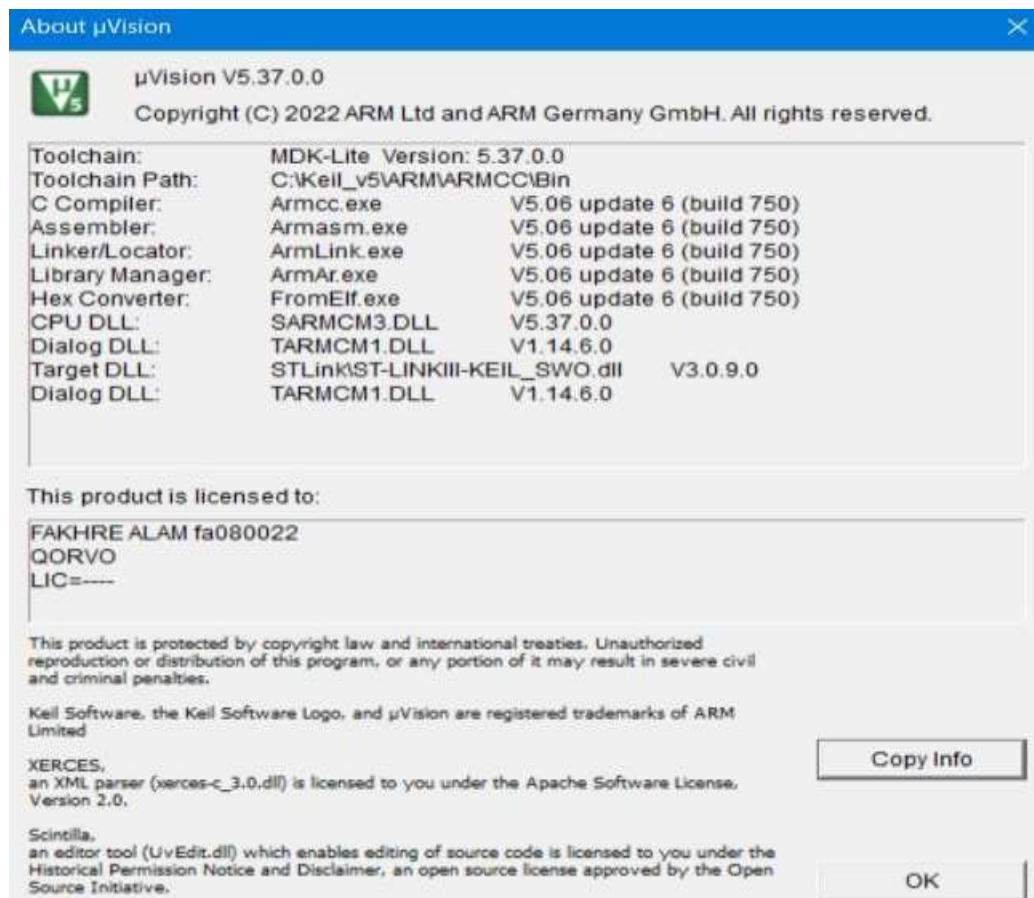 About µVision
µVision V5.37.0.0
Copyright (C) 2022 ARM Ltd and ARM Germany GmbH. All rights reserved.
Toolchain: MDK-Lite Version: 5.37.0.0
Toolchain Path: C:\Keil_v5\ARM\ARMCC\Bin
C Compiler: Armcc.exe V5.06 update 6 (build 750)
Assembler: Armasm.exe V5.06 update 6 (build 750)
Linker/Locator: ArmLink.exe V5.06 update 6 (build 750)
Library Manager: ArmAr.exe V5.06 update 6 (build 750)
Hex Converter: FromElf.exe V5.06 update 6 (build 750)
CPU DLL: SARMCM3.DLL V5.37.0.0
Dialog DLL: TARMCM1.DLL V1.14.6.0
Target DLL: STLink\ST-LINKIII-KEIL_SWO.dll V3.0.9.0
Dialog DLL: TARMCM1.DLL V1.14.6.0
This product is licensed to:
FAKHRE ALAM fa080022
QORVO
LIC=----
This product is protected by copyright law and international treaties. Unauthorized
reproduction or distribution of this program, or any portion of it may result in severe civil
and criminal penalties.
Keil Software, the Keil Software Logo, and µVision are registered trademarks of ARM
Limited
XERCES,
an XML parser (xerces-c_3.0.dll) is licensed to you under the Apache Software License,
Version 2.0.
Scintilla,
an editor tool (UvEdit.dll) which enables editing of source code is licensed to you under the
Historical Permission Notice and Disclaimer, an open source license approved by the Open
Source Initiative.
Copy Info
OK